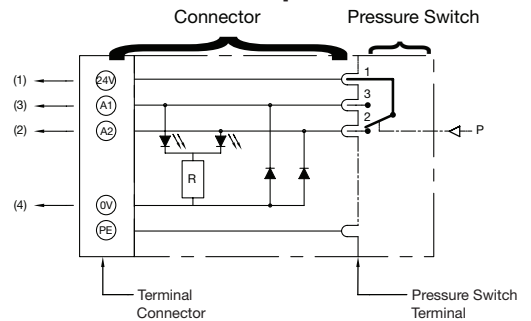 Connector
Pressure Switch
(1)
24V
1
(3)
A1
3
(2)
A2
2
P
R
(4)
0V
PE
Terminal
Connector
Pressure Switch
Terminal